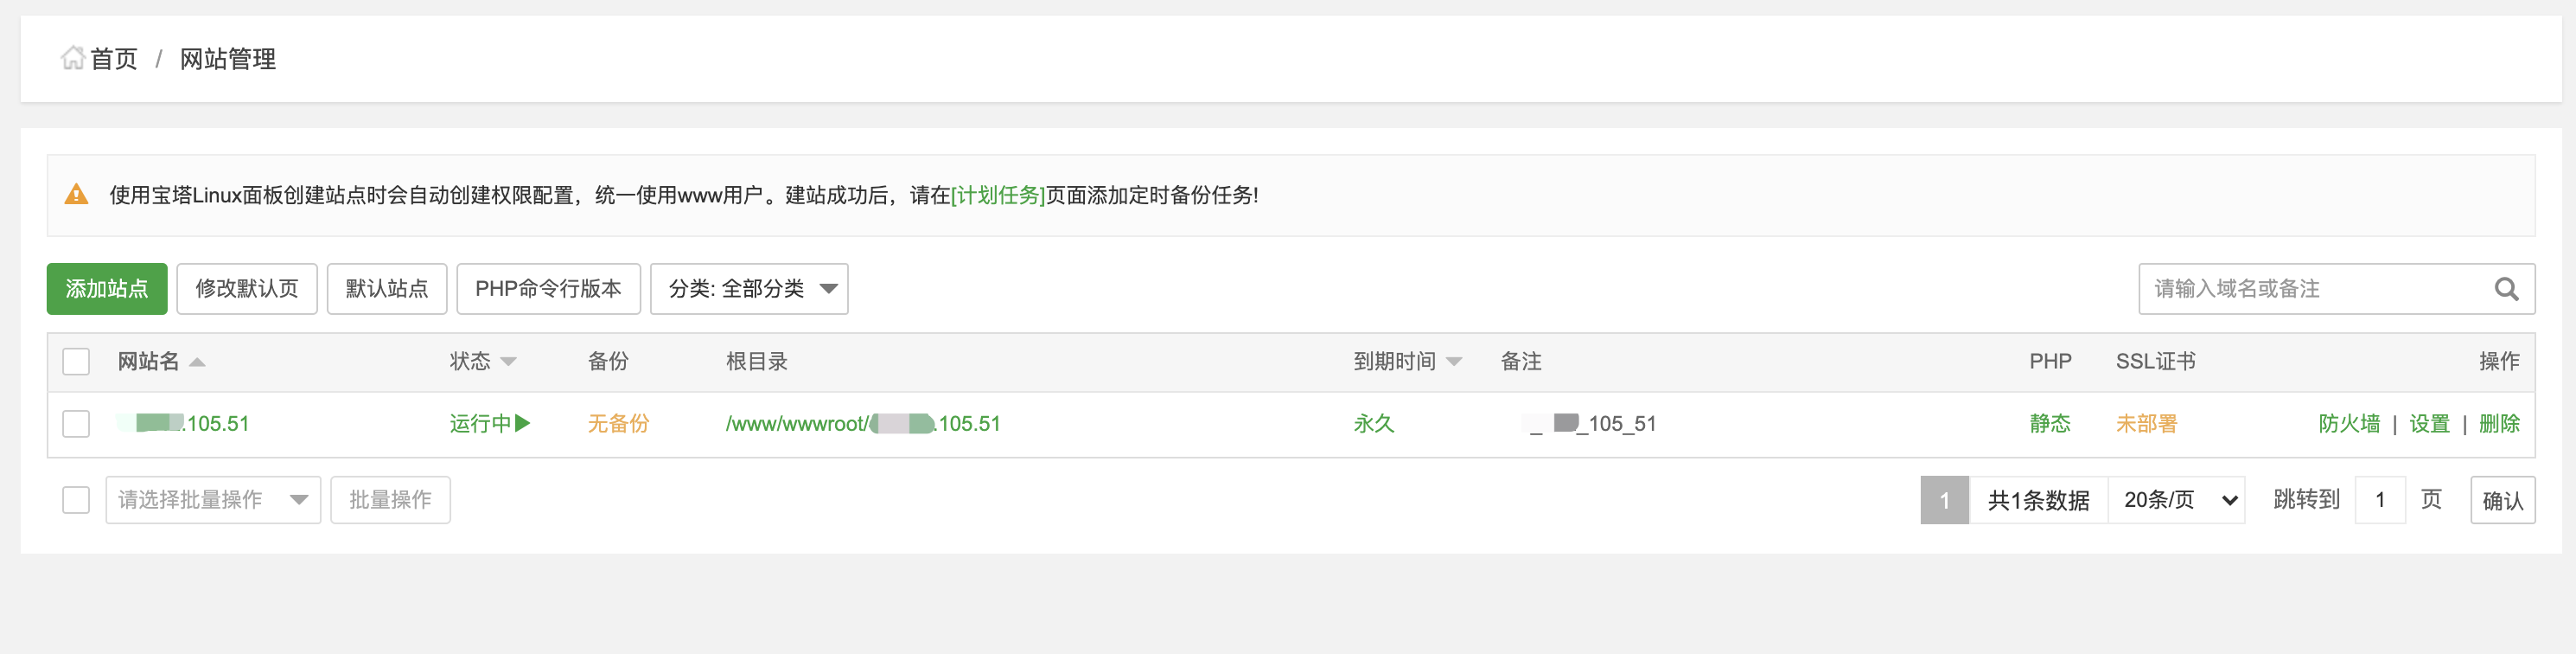 首页 / 网站管理
使用宝塔Linux面板创建站点时会自动创建权限配置，统一使用www用户。建站成功后，请在[计划任务]页面添加定时备份任务!
添加站点 修改默认页 默认站点 PHP命令行版本 分类: 全部分类 请输入域名或备注
网站名 状态 备份 根目录 到期时间 备注 PHP SSL证书 操作
.105.51 运行中 无备份 /www/wwwroot/ .105.51 永久 _ _105_51 静态 未部署 防火墙 | 设置 | 删除
请选择批量操作 批量操作 1 共1条数据 20条/页 跳转到 1 页 确认